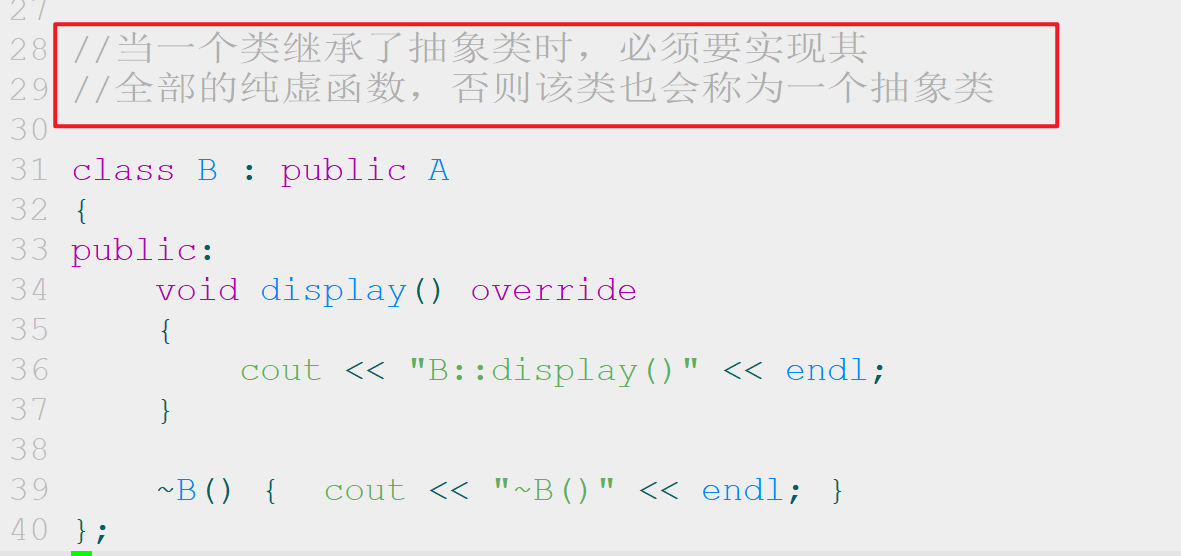 27
28 //当一个类继承了抽象类时，必须要实现其
29 //全部的纯虚函数，否则该类也会称为一个抽象类
30
31 class B : public A
32 {
33 public:
34     void display() override
35     {
36         cout << "B::display()" << endl;
37     }
38
39     ~B() {  cout << "~B()" << endl; }
40 };